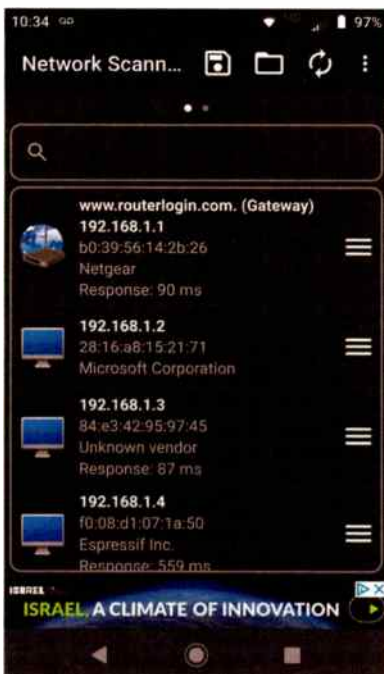 10:34
97%
Network Scann...
www.routerlogin.com. (Gateway)
192.168.1.1
b0:39:56:14:2b:26
Netgear
Response: 90 ms
192.168.1.2
28:16:a8:15:21:71
Microsoft Corporation
192.168.1.3
84:e3:42:95:97:45
Unknown vendor
Response: 87 ms
192.168.1.4
f0:08:d1:07:1a:50
Espressif Inc.
Response: 559 ms
ISRAEL
ISRAEL, A CLIMATE OF INNOVATION